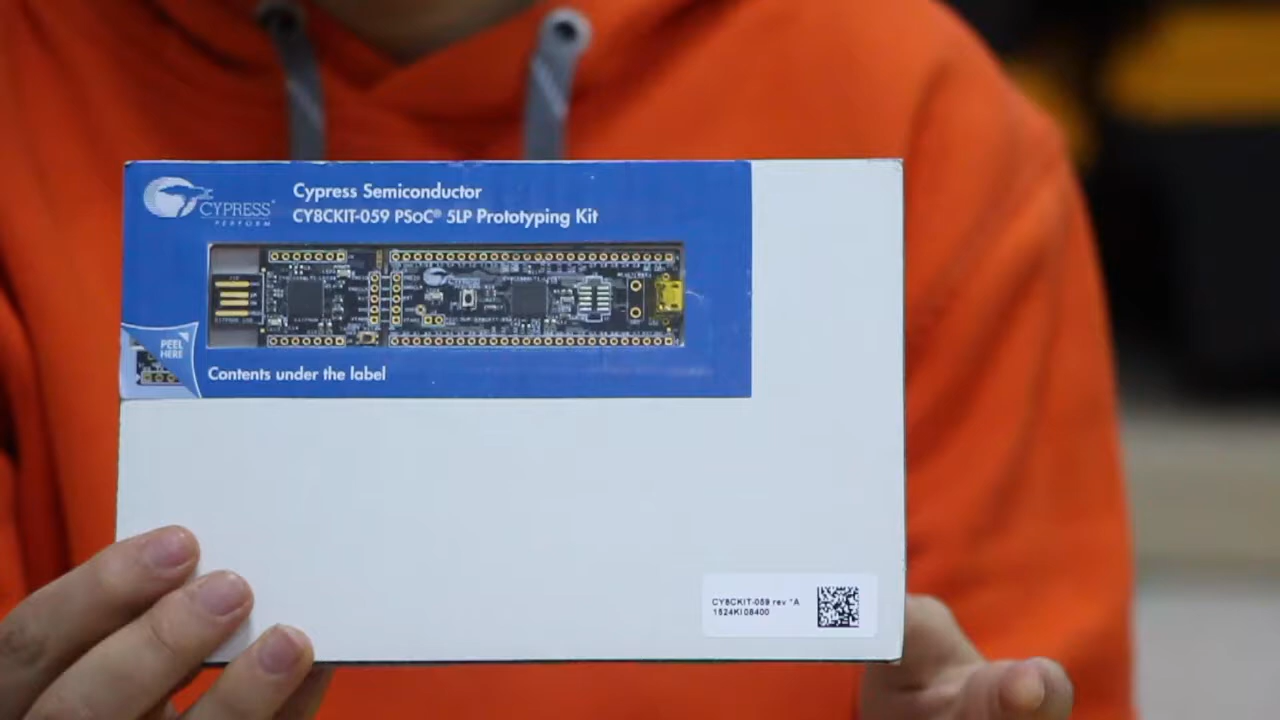 CYPRESS
PERFORM
Cypress Semiconductor
CY8CKIT-059 PSoC® 5LP Prototyping Kit
PEEL
HERE
Contents under the label
CY8CKIT-059 rev *A
1524KI08400